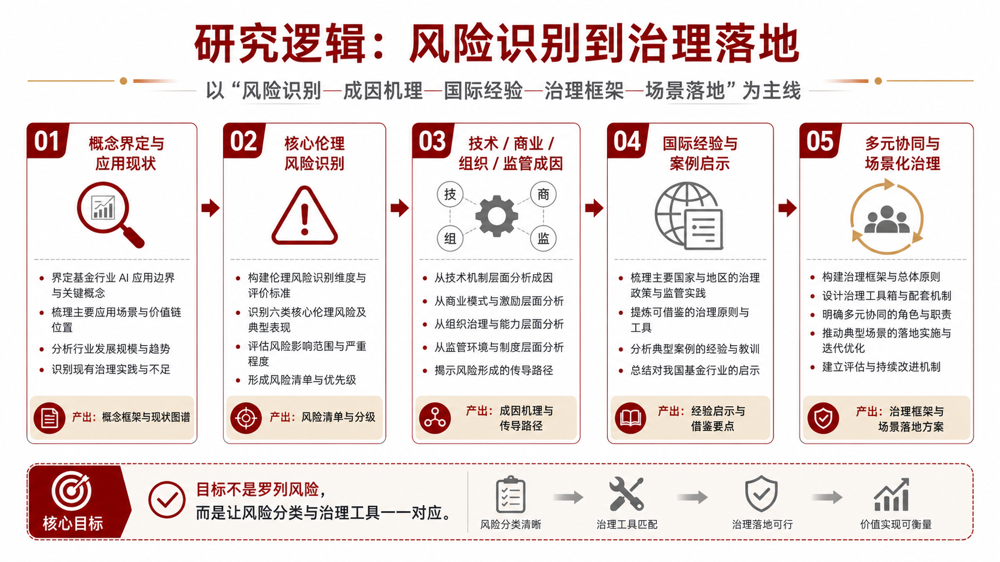 研究逻辑：风险识别到治理落地
以“风险识别—成因机理—国际经验—治理框架—场景落地”为主线
01
概念界定与
应用现状
界定基金行业 AI 应用边界
与关键概念
梳理主要应用场景与价值链
位置
分析行业发展规模与趋势
识别现有治理实践与不足
产出：概念框架与现状图谱
02
核心伦理
风险识别
构建伦理风险识别维度与
评价标准
识别六类核心伦理风险及
典型表现
评估风险影响范围与严重
程度
形成风险清单与优先级
产出：风险清单与分级
03
技术 / 商业 /
组织 / 监管成因
技
商
组
监
从技术机制层面分析成因
从商业模式与激励层面分析
从组织治理与能力层面分析
从监管环境与制度层面分析
揭示风险形成的传导路径
产出：成因机理与
传导路径
04
国际经验与
案例启示
梳理主要国家与地区的治理
政策与监管实践
提炼可借鉴的治理原则与
工具
分析典型案例的经验与教训
总结对我国基金行业的启示
产出：经验启示与
借鉴要点
05
多元协同与
场景化治理
构建治理框架与总体原则
设计治理工具箱与配套机制
明确多元协同的角色与职责
推动典型场景的落地实施与
迭代优化
建立评估与持续改进机制
产出：治理框架与
场景落地方案
核心目标
目标不是罗列风险，
而是让风险分类与治理工具一一对应。
风险分类清晰
治理工具匹配
治理落地可行
价值实现可衡量